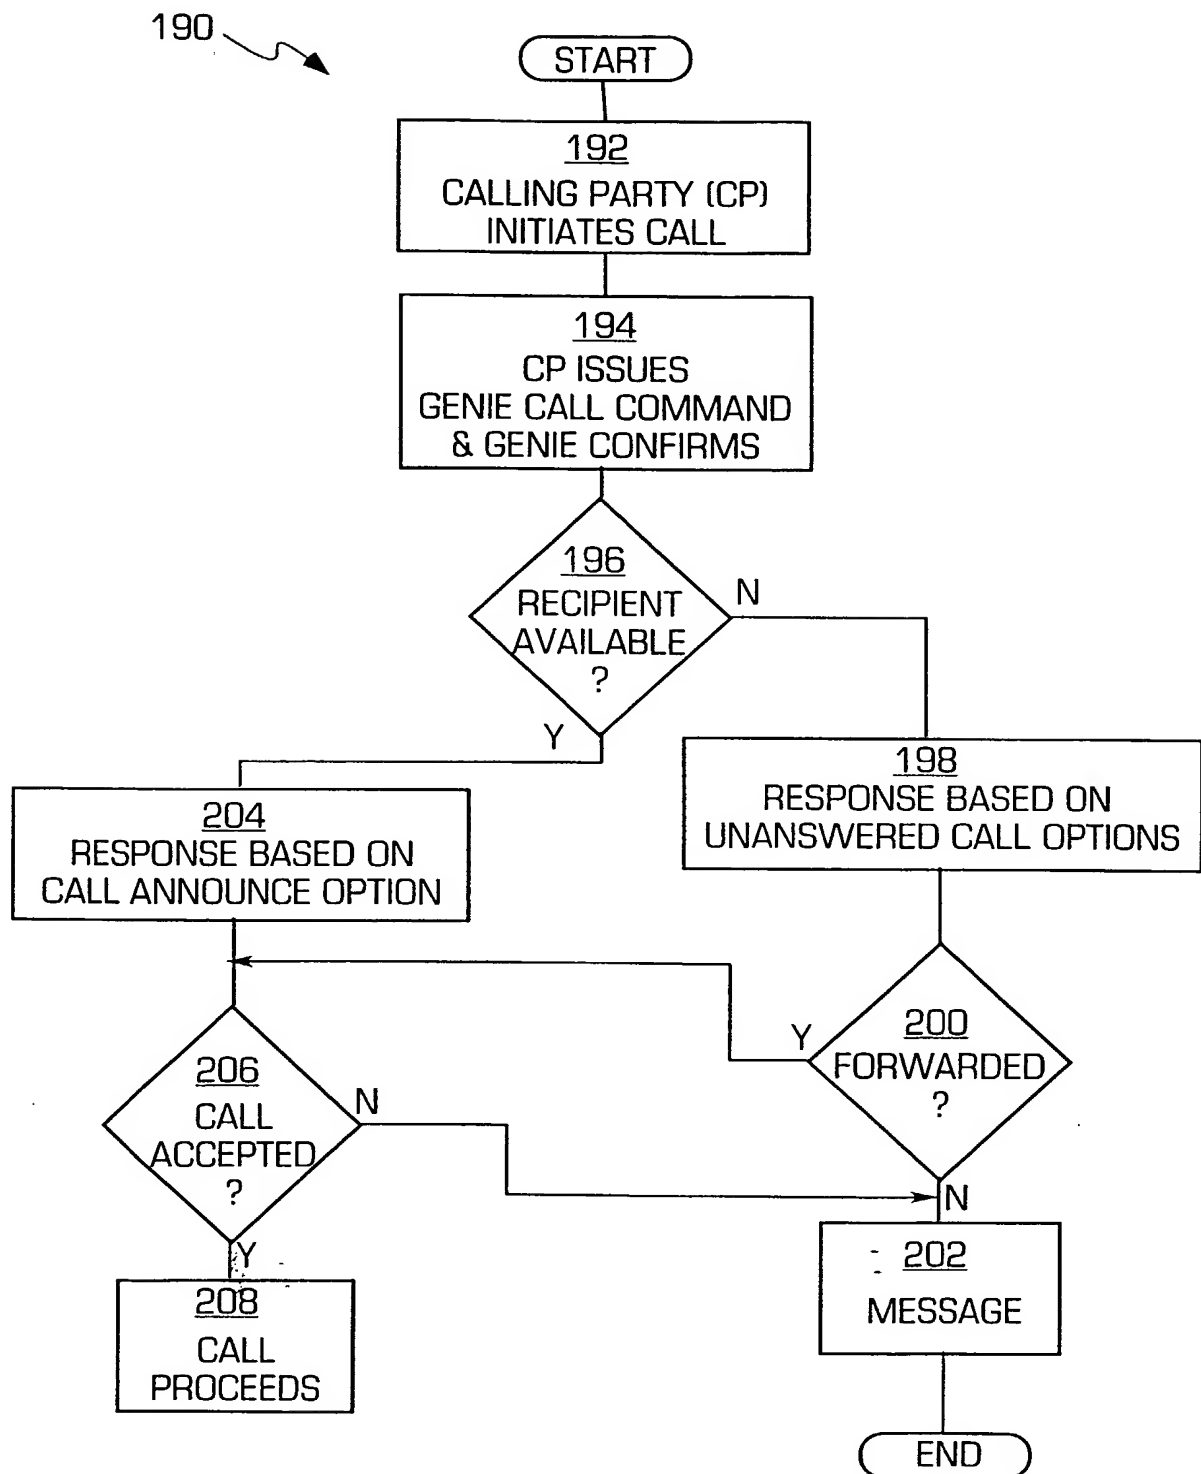 190
START
192
CALLING PARTY (CP)
INITIATES CALL
194
CP ISSUES
GENIE CALL COMMAND
& GENIE CONFIRMS
196
RECIPIENT
AVAILABLE
?
N
Y
198
RESPONSE BASED ON
UNANSWERED CALL OPTIONS
204
RESPONSE BASED ON
CALL ANNOUNCE OPTION
200
FORWARDED
?
Y
N
206
CALL
ACCEPTED
?
N
Y
202
MESSAGE
208
CALL
PROCEEDS
END